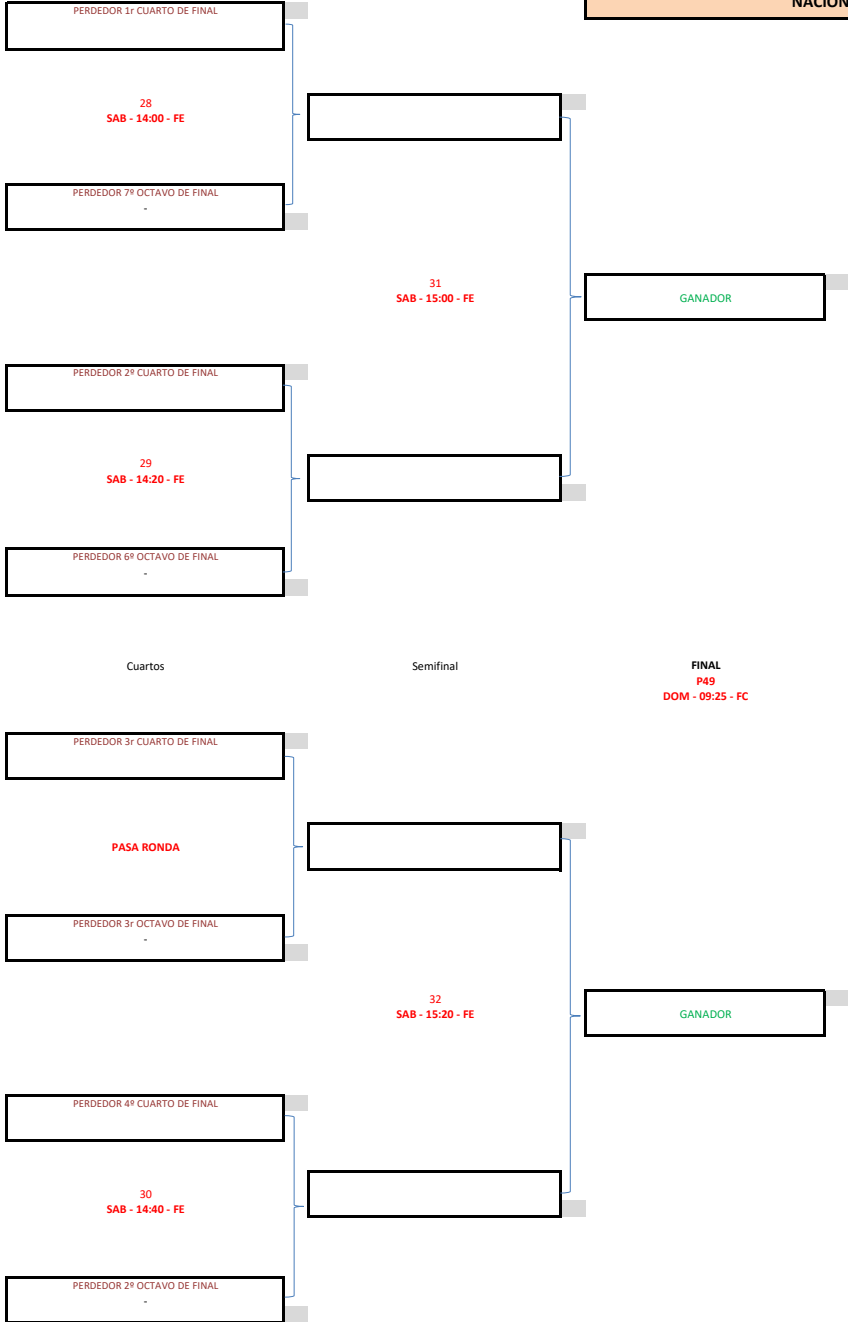 PERDEDOR 1r CUARTO DE FINAL
28
SAB - 14:00 - FE
PERDEDOR 7º OCTAVO DE FINAL
-
31
SAB - 15:00 - FE
GANADOR
PERDEDOR 2º CUARTO DE FINAL
29
SAB - 14:20 - FE
PERDEDOR 6º OCTAVO DE FINAL
-
Cuartos
Semifinal
FINAL
P49
DOM - 09:25 - FC
PERDEDOR 3r CUARTO DE FINAL
PASA RONDA
PERDEDOR 3r OCTAVO DE FINAL
-
32
SAB - 15:20 - FE
GANADOR
PERDEDOR 4º CUARTO DE FINAL
30
SAB - 14:40 - FE
PERDEDOR 2º OCTAVO DE FINAL
-